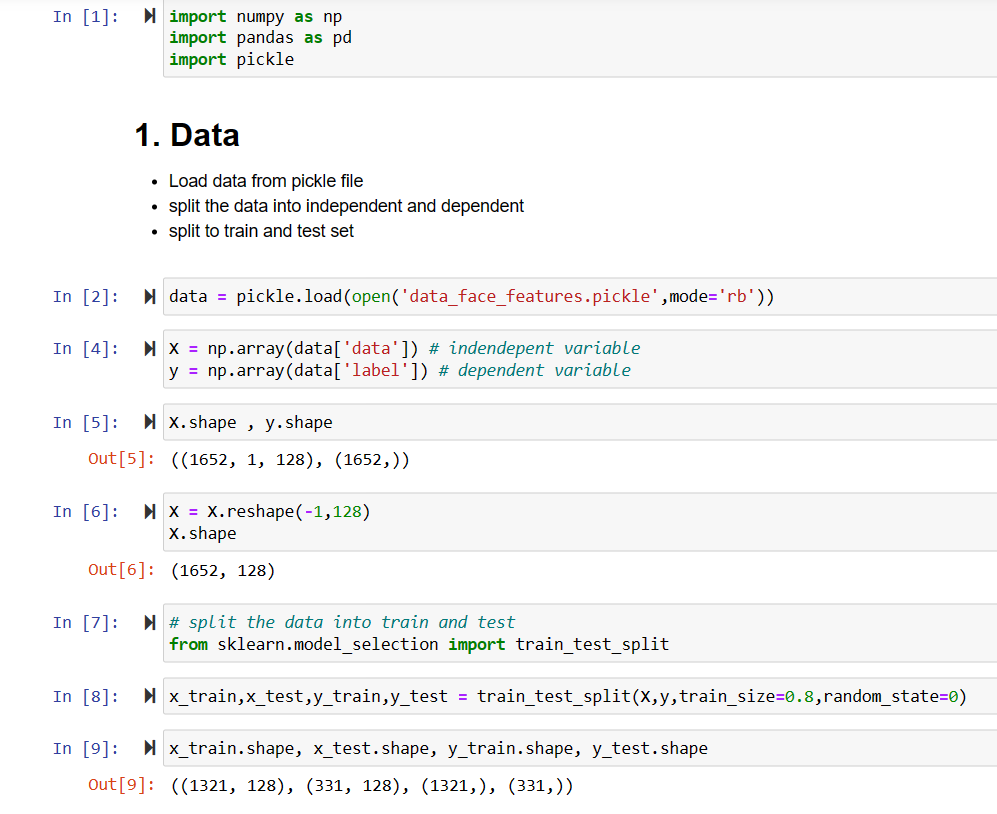 In [1]: import numpy as np
import pandas as pd
import pickle
1. Data
• Load data from pickle file
• split the data into independent and dependent
• split to train and test set
In [2]: data = pickle.load(open('data_face_features.pickle',mode='rb'))
In [4]: X = np.array(data['data']) # indendepent variable
y = np.array(data['label']) # dependent variable
In [5]: X.shape , y.shape
Out[5]: ((1652, 1, 128), (1652,))
In [6]: X = X.reshape(-1,128)
X.shape
Out[6]: (1652, 128)
In [7]: # split the data into train and test
from sklearn.model_selection import train_test_split
In [8]: x_train,x_test,y_train,y_test = train_test_split(X,y,train_size=0.8,random_state=0)
In [9]: x_train.shape, x_test.shape, y_train.shape, y_test.shape
Out[9]: ((1321, 128), (331, 128), (1321,), (331,))